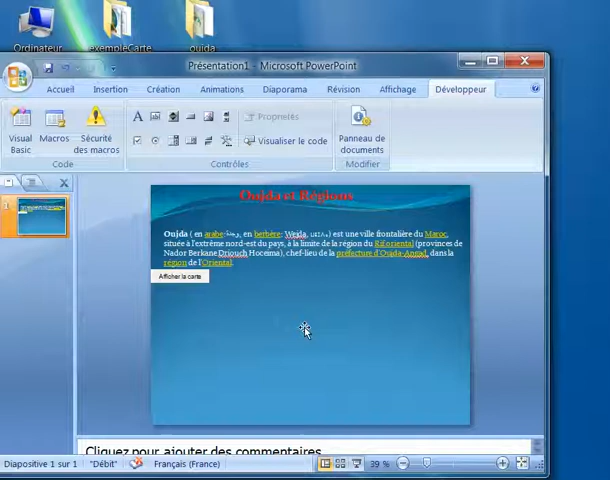 Ordinateur
exempleCarte
oujda
Présentation1 - Microsoft PowerPoint
Accueil
Insertion
Création
Animations
Diaporama
Révision
Affichage
Développeur
Visual Basic
Macros
Sécurité des macros
Code
Propriétés
Visualiser le code
Contrôles
Panneau de documents
Modifier
1
Oujda et Régions
Oujda ( en arabe: وجدة, en berbère: Wejda,
) est une ville frontalière du Maroc,
située à l'extrême nord-est du pays, à la limite de la région du Rif oriental (provinces de
Nador Berkane Driouch Hoceima), chef-lieu de la préfecture d'Oujda-Angad, dans la
région de l'Oriental.
Afficher la carte
Cliquez pour ajouter des commentaires
Diapositive 1 sur 1
"Débit"
Français (France)
39 %